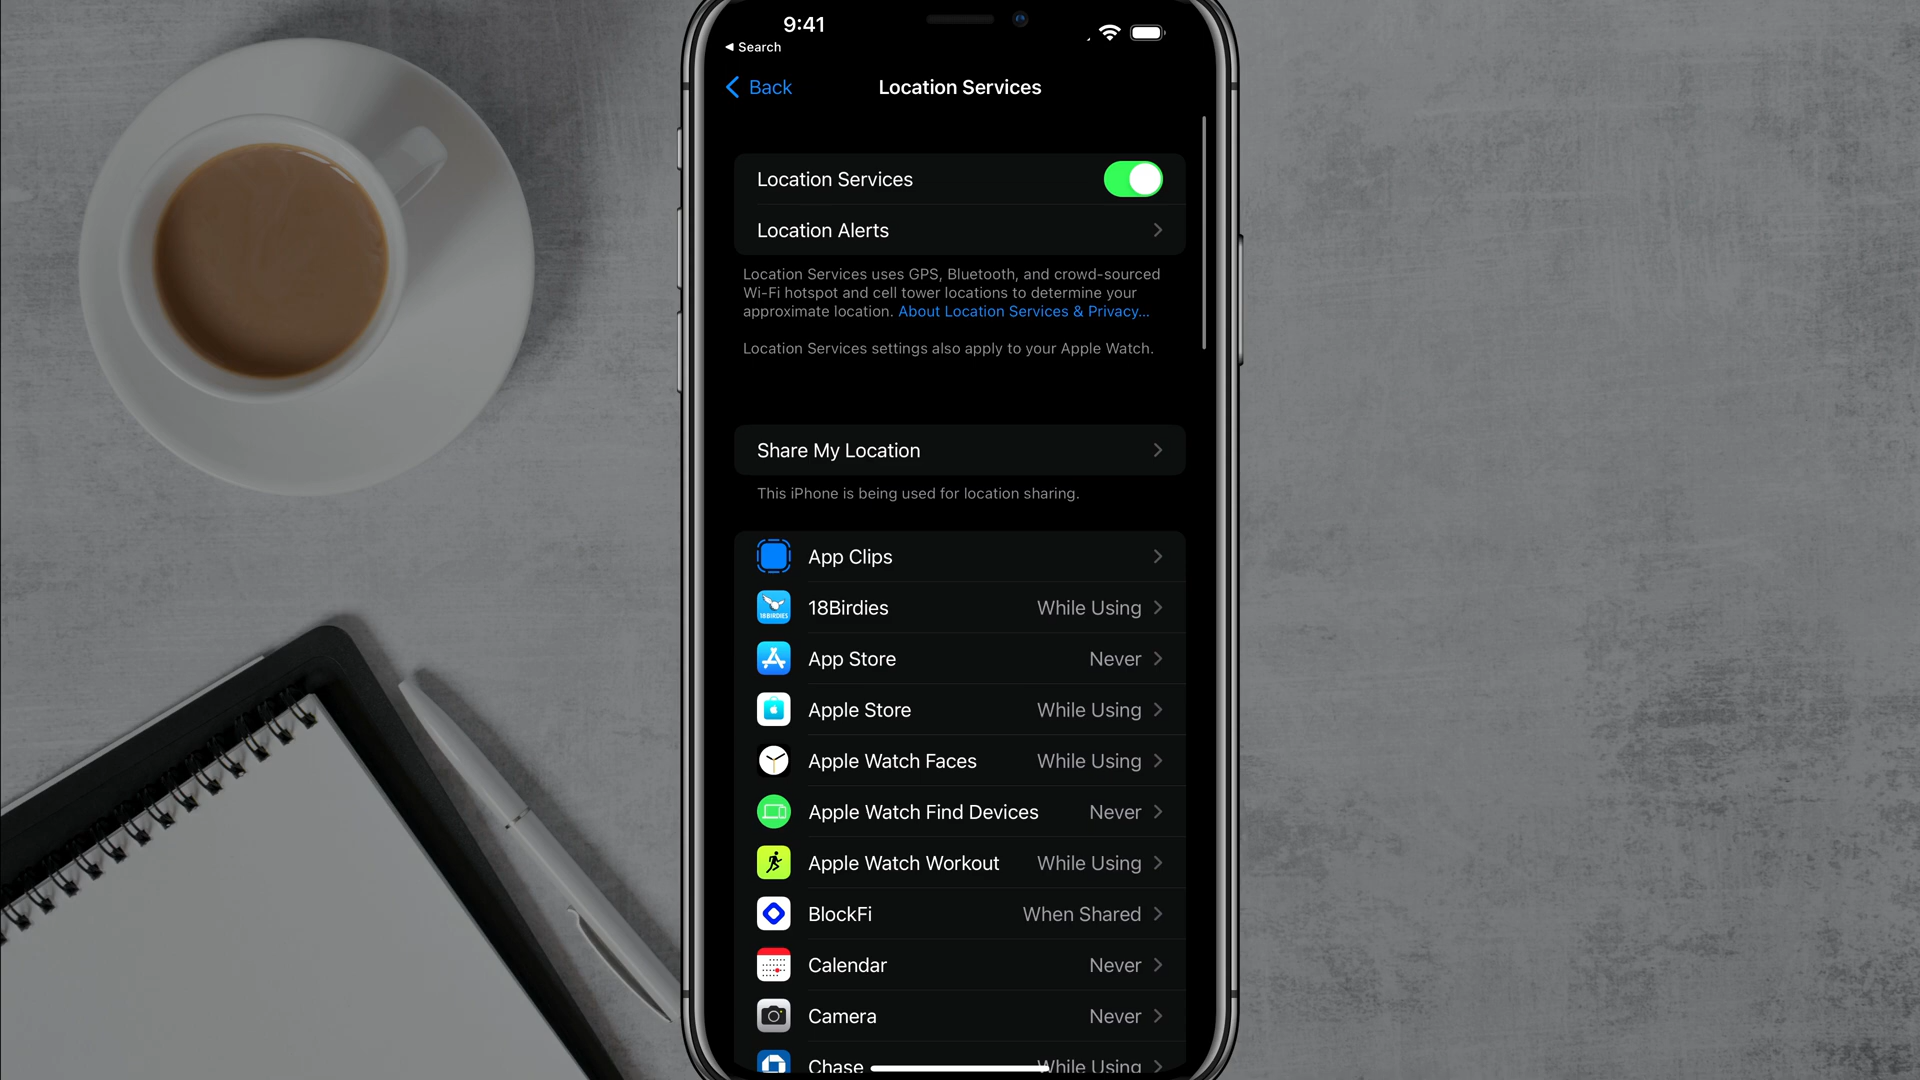 9:41
◀ Search
Back
Location Services
Location Services
Location Alerts
Location Services uses GPS, Bluetooth, and crowd-sourced
Wi-Fi hotspot and cell tower locations to determine your
approximate location. About Location Services & Privacy...
Location Services settings also apply to your Apple Watch.
Share My Location
This iPhone is being used for location sharing.
App Clips
18Birdies While Using
18BIRDIES
App Store Never
Apple Store While Using
Apple Watch Faces While Using
Apple Watch Find Devices Never
Apple Watch Workout While Using
BlockFi When Shared
Calendar Never
Camera Never
Chase While Using